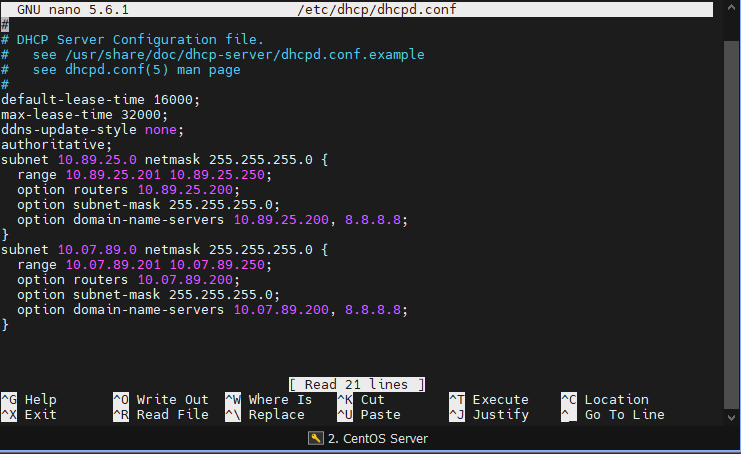 GNU nano 5.6.1 /etc/dhcp/dhcpd.conf
#
# DHCP Server Configuration file.
#   see /usr/share/doc/dhcp-server/dhcpd.conf.example
#   see dhcpd.conf(5) man page
#
default-lease-time 16000;
max-lease-time 32000;
ddns-update-style none;
authoritative;
subnet 10.89.25.0 netmask 255.255.255.0 {
  range 10.89.25.201 10.89.25.250;
  option routers 10.89.25.200;
  option subnet-mask 255.255.255.0;
  option domain-name-servers 10.89.25.200, 8.8.8.8;
}
subnet 10.07.89.0 netmask 255.255.255.0 {
  range 10.07.89.201 10.07.89.250;
  option routers 10.07.89.200;
  option subnet-mask 255.255.255.0;
  option domain-name-servers 10.07.89.200, 8.8.8.8;
}
[ Read 21 lines ]
^G Help ^O Write Out ^W Where Is ^K Cut ^T Execute ^C Location
^X Exit ^R Read File ^\ Replace ^U Paste ^J Justify ^_ Go To Line
2. CentOS Server